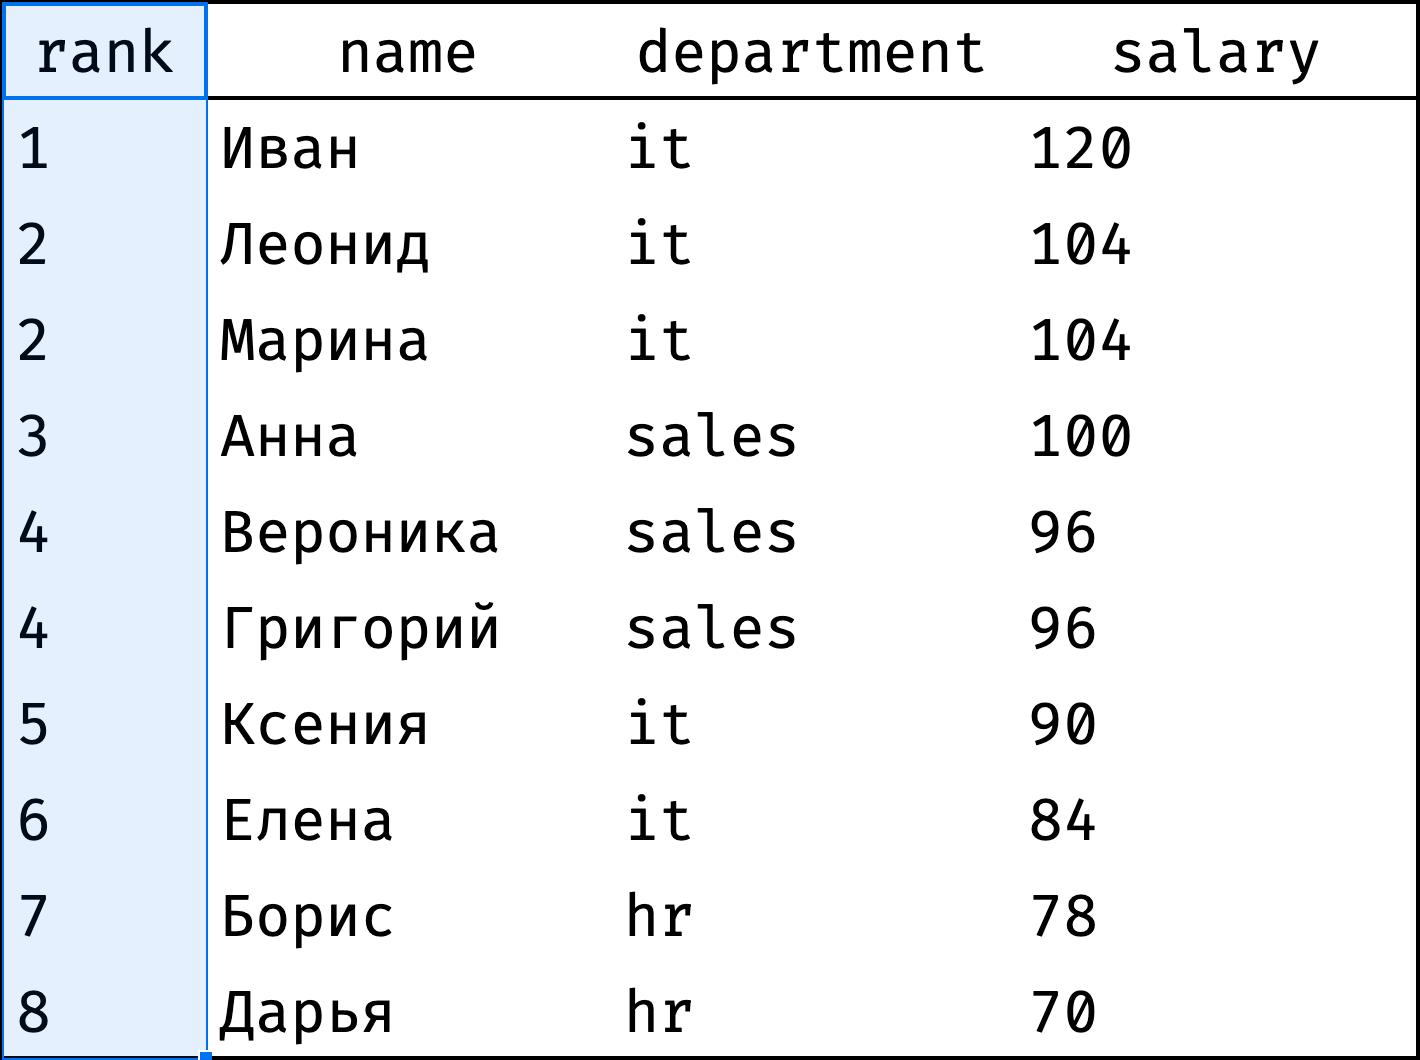 rank name department salary
1 Иван it 120
2 Леонид it 104
2 Марина it 104
3 Анна sales 100
4 Вероника sales 96
4 Григорий sales 96
5 Ксения it 90
6 Елена it 84
7 Борис hr 78
8 Дарья hr 70